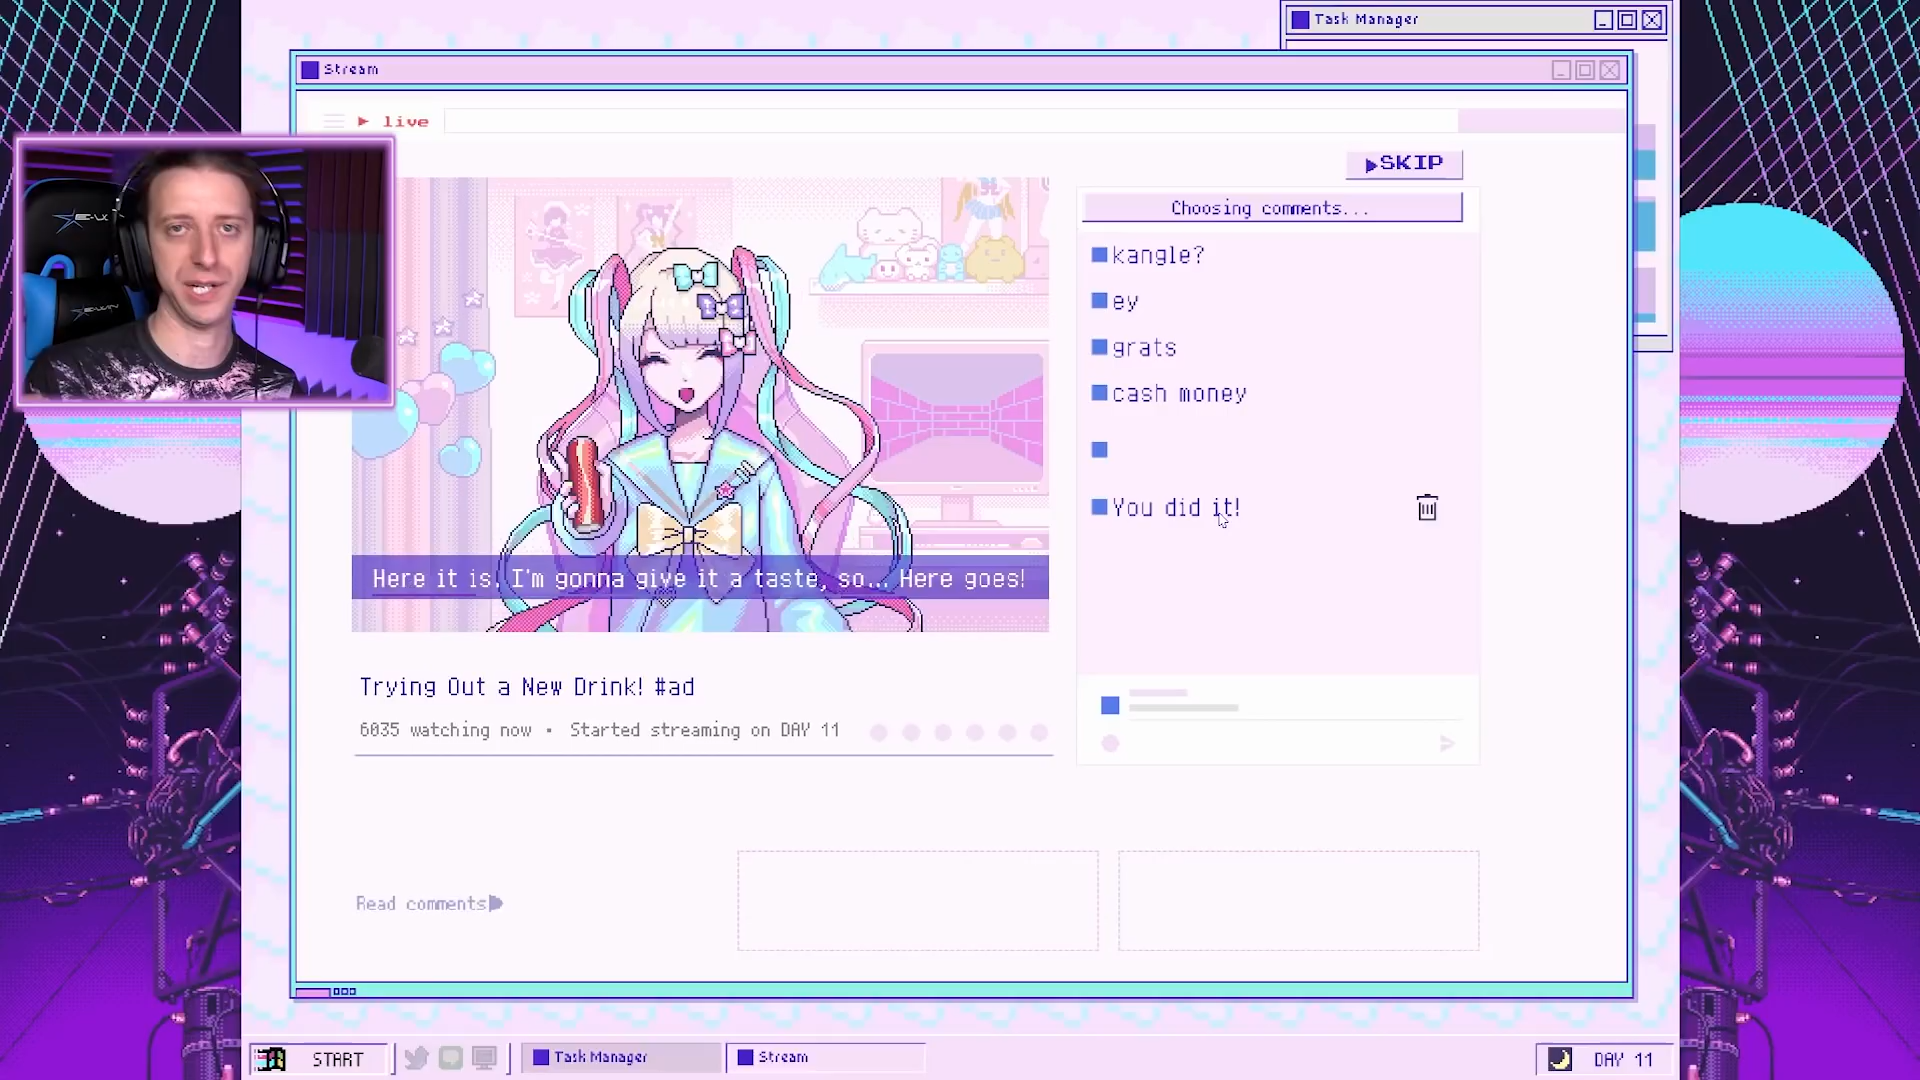 Task Manager
Stream
live
SKIP
Choosing comments...
kangle?
ey
grats
cash money
You did it!
Here it is. I'm gonna give it a taste, so... Here goes!
Trying Out a New Drink! #ad
6035 watching now • Started streaming on DAY 11
Read comments
START
Task Manager
Stream
DAY 11